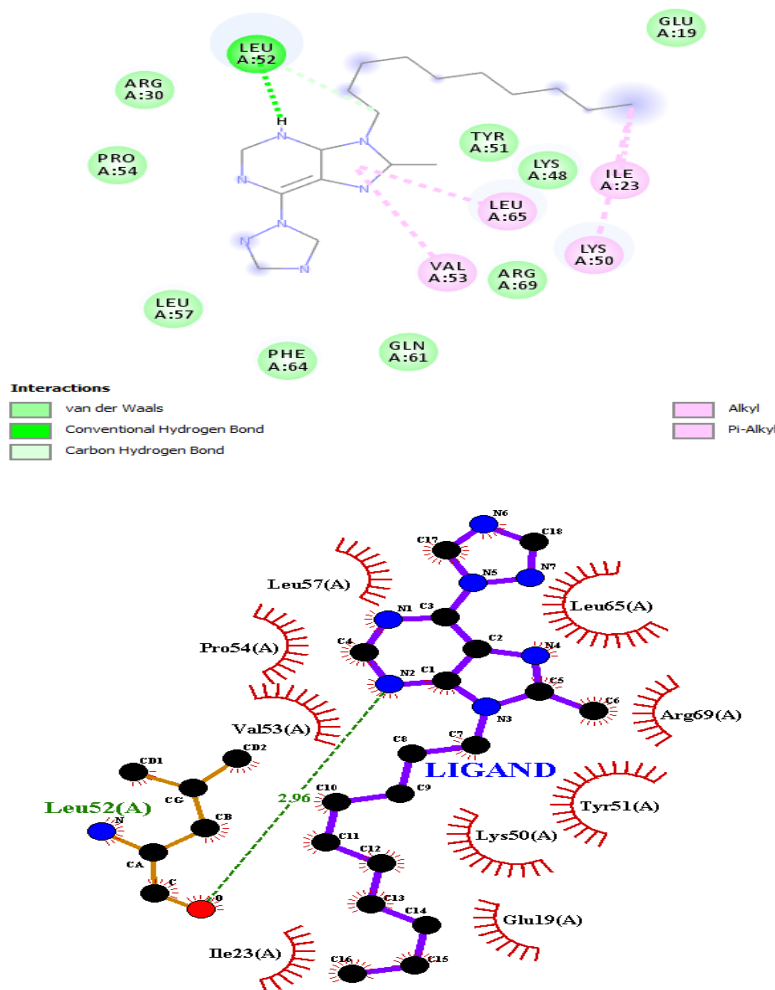 GLU
A:19
LEU
A:52
ARG
A:30
H
N
N
TYR
A:51
PRO
A:54
LYS
A:48
ILE
A:23
N
N
LEU
A:65
N
LYS
A:50
N
VAL
A:53
ARG
A:69
N
LEU
A:57
GLN
A:61
PHE
A:64
Interactions
van der Waals
Conventional Hydrogen Bond
Carbon Hydrogen Bond
Alkyl
Pi-Alkyl
N6
C18
C17
N5
N7
Leu57(A)
Leu65(A)
N1
C3
C2
Pro54(A)
C4
N4
N2
C1
C5
N3
C6
Arg69(A)
Val53(A)
C8
C7
CD1
CD2
LIGAND
CG
C10
C9
Leu52(A)
2.96
Tyr51(A)
N
CB
C11
Lys50(A)
CA
C12
C
O
C13
C14
Glu19(A)
Ile23(A)
C16
C15